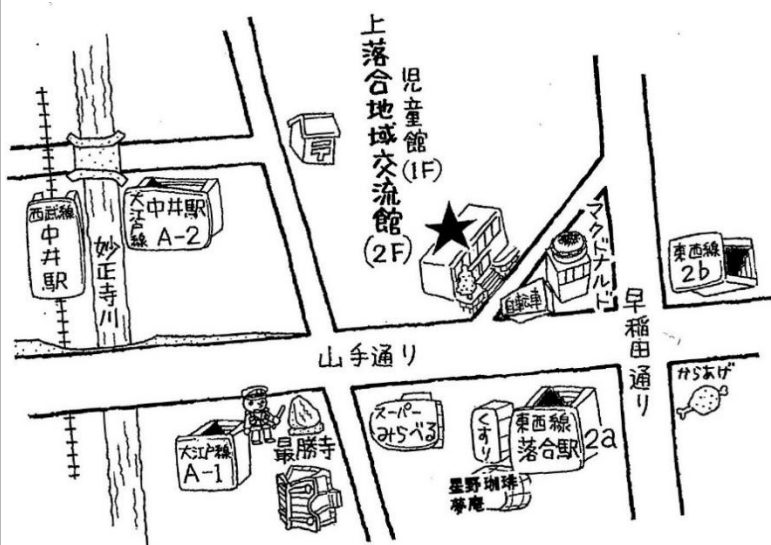 上落合地域交流館(2F)
児童館(1F)
〒
西武線
中井駅
妙正寺川
大江戸線
中井駅
A-2
マクドナルド
自転車
東西線
2b
早稲田通り
山手通り
からあげ
大江戸線
A-1
最勝寺
スーパー
みらべる
くすり
東西線
落合駅
2a
星野珈琲
夢庵